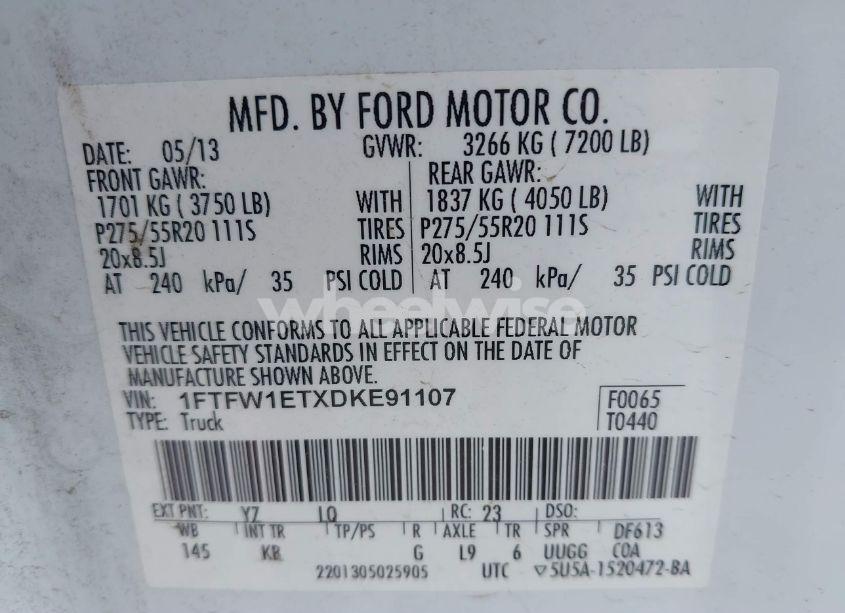 MFD. BY FORD MOTOR CO.
DATE: 05/13 GVWR: 3266 KG ( 7200 LB)
FRONT GAWR: REAR GAWR:
1701 KG ( 3750 LB) WITH 1837 KG ( 4050 LB) WITH
P275/55R20 111S TIRES P275/55R20 111S TIRES
20x8.5J RIMS 20x8.5J RIMS
AT 240 kPa/ 35 PSI COLD AT 240 kPa/ 35 PSI COLD
wheelwise
THIS VEHICLE CONFORMS TO ALL APPLICABLE FEDERAL MOTOR
VEHICLE SAFETY STANDARDS IN EFFECT ON THE DATE OF
MANUFACTURE SHOWN ABOVE.
VIN: 1FTFW1ETXDKE91107 F0065
TYPE: Truck T0440
EXT PNT: YZ LQ RC: 23 DSO:
WB INT TR TP/PS R AXLE TR SPR DF613
145 KB G L9 6 UUGG COA
2201305025905 UTC ▽5U5A-1520472-BA